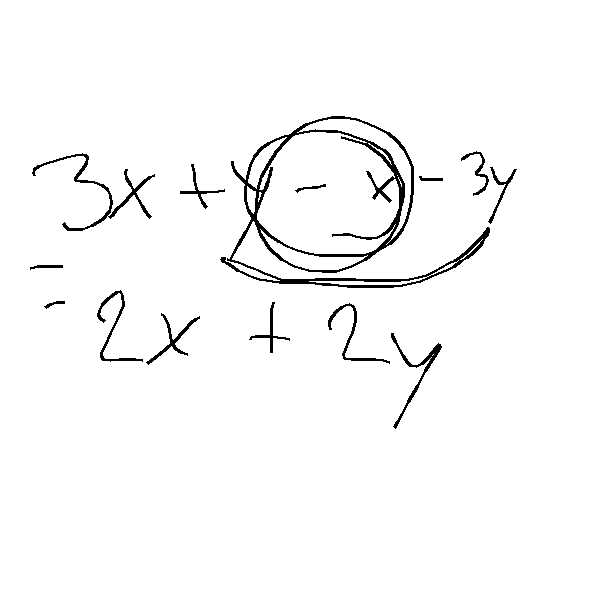 3x + y - x - 3y
= 2x + 2y